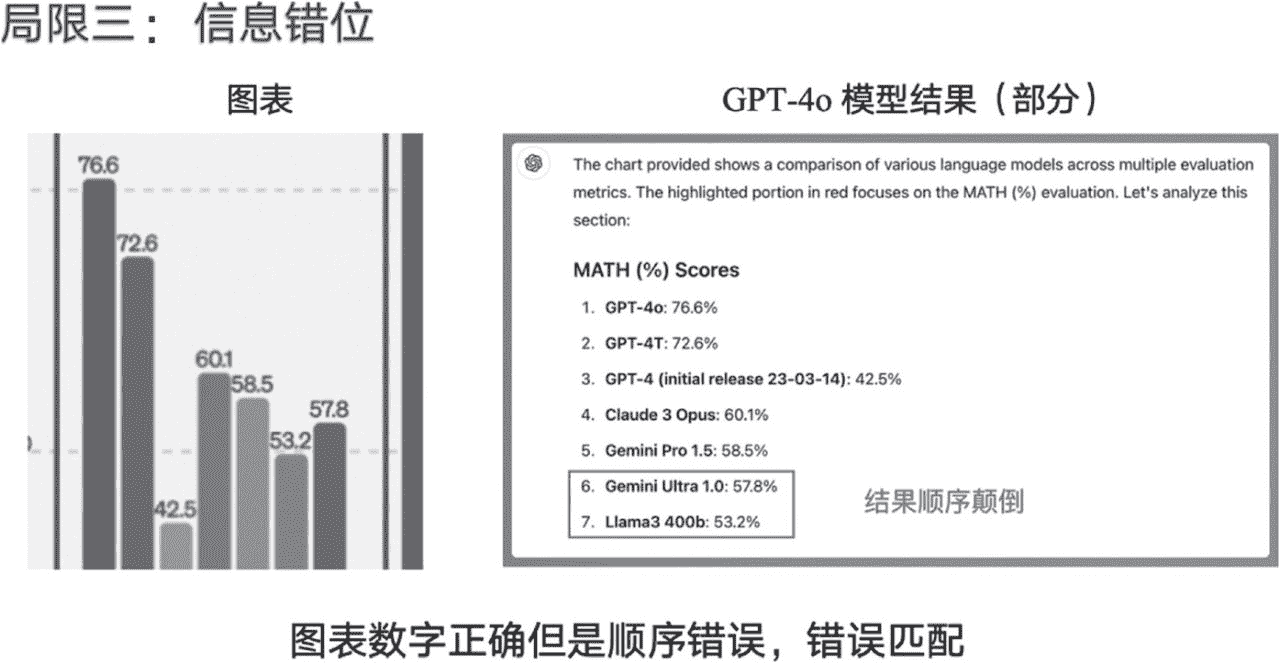 局限三：信息错位
图表
GPT-4o 模型结果（部分）
76.6
72.6
42.5
60.1
58.5
53.2
57.8
The chart provided shows a comparison of various language models across multiple evaluation
metrics. The highlighted portion in red focuses on the MATH (%) evaluation. Let's analyze this
section:
MATH (%) Scores
1. GPT-4o: 76.6%
2. GPT-4T: 72.6%
3. GPT-4 (initial release 23-03-14): 42.5%
4. Claude 3 Opus: 60.1%
5. Gemini Pro 1.5: 58.5%
6. Gemini Ultra 1.0: 57.8%
7. Llama3 400b: 53.2%
结果顺序颠倒
图表数字正确但是顺序错误，错误匹配